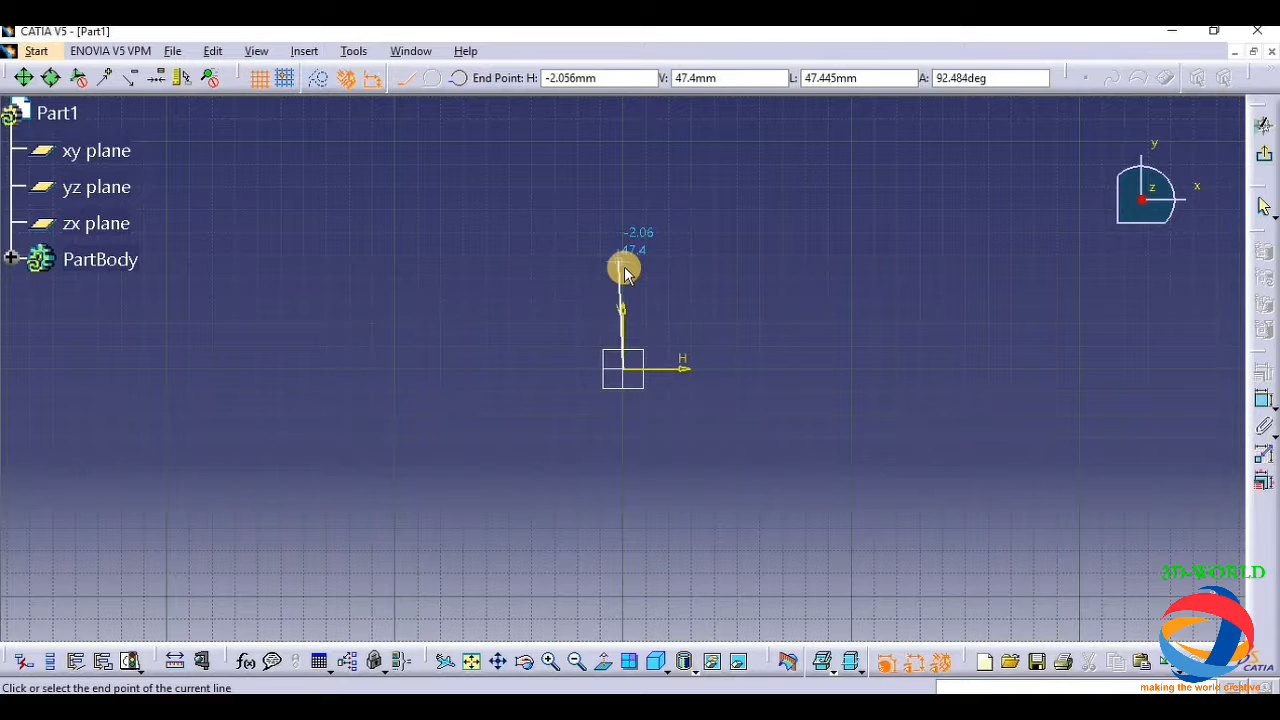 CATIA V5 - [Part1]
Start ENOVIA V5 VPM File Edit View Insert Tools Window Help
End Point: H: -2.056mm V: 47.4mm L: 47.445mm A: 92.484deg
Part1
xy plane
yz plane
zx plane
PartBody
y
x
z
-2.06
47.4
H
3D-WORLD
CATIA
making the world creative
f(x)
Click or select the end point of the current line